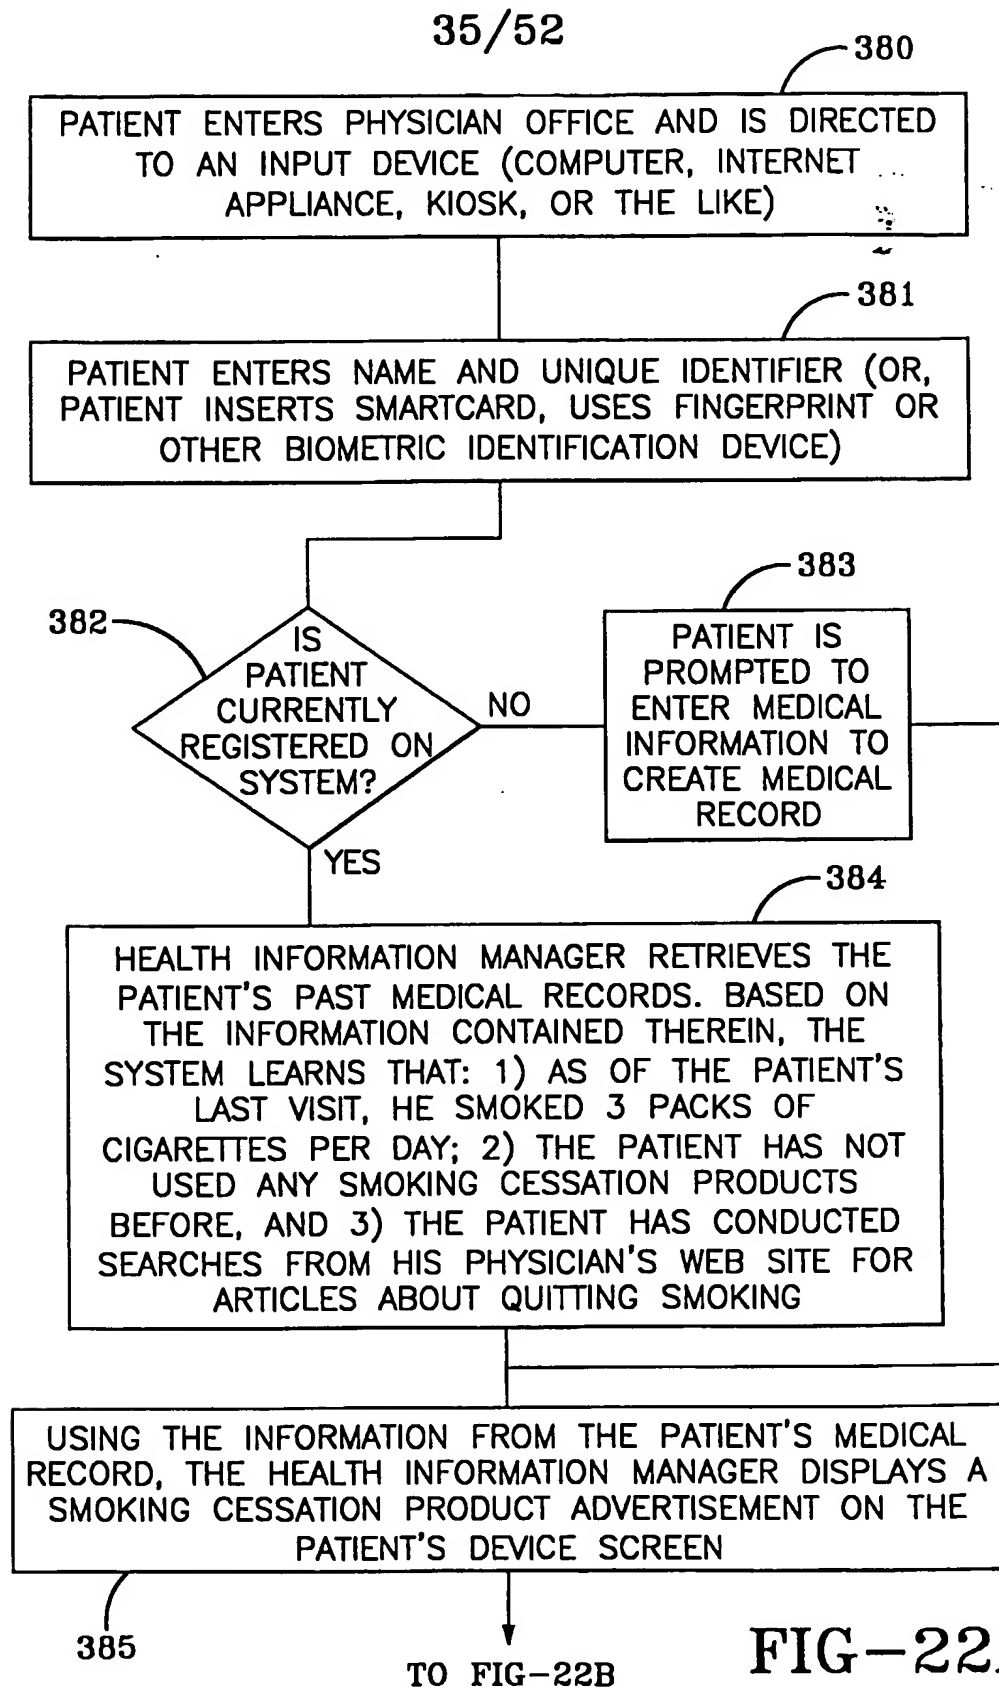 35/52
380
PATIENT ENTERS PHYSICIAN OFFICE AND IS DIRECTED
TO AN INPUT DEVICE (COMPUTER, INTERNET
APPLIANCE, KIOSK, OR THE LIKE)
381
PATIENT ENTERS NAME AND UNIQUE IDENTIFIER (OR,
PATIENT INSERTS SMARTCARD, USES FINGERPRINT OR
OTHER BIOMETRIC IDENTIFICATION DEVICE)
382
IS
PATIENT
CURRENTLY
REGISTERED ON
SYSTEM?
NO
383
PATIENT IS
PROMPTED TO
ENTER MEDICAL
INFORMATION TO
CREATE MEDICAL
RECORD
YES
384
HEALTH INFORMATION MANAGER RETRIEVES THE
PATIENT'S PAST MEDICAL RECORDS. BASED ON
THE INFORMATION CONTAINED THEREIN, THE
SYSTEM LEARNS THAT: 1) AS OF THE PATIENT'S
LAST VISIT, HE SMOKED 3 PACKS OF
CIGARETTES PER DAY; 2) THE PATIENT HAS NOT
USED ANY SMOKING CESSATION PRODUCTS
BEFORE, AND 3) THE PATIENT HAS CONDUCTED
SEARCHES FROM HIS PHYSICIAN'S WEB SITE FOR
ARTICLES ABOUT QUITTING SMOKING
USING THE INFORMATION FROM THE PATIENT'S MEDICAL
RECORD, THE HEALTH INFORMATION MANAGER DISPLAYS A
SMOKING CESSATION PRODUCT ADVERTISEMENT ON THE
PATIENT'S DEVICE SCREEN
385
TO FIG-22B
FIG-22